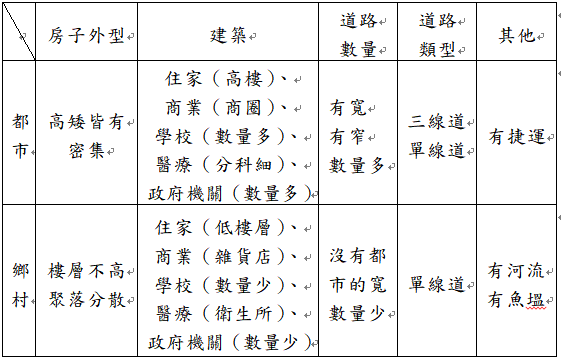 房子外型
建築
道路
數量
道路
類型
其他
都
市
高矮皆有
密集
住家（高樓）、
商業（商圈）、
學校（數量多）、
醫療（分科細）、
政府機關（數量多）
有寬
有窄
數量多
三線道
單線道
有捷運
鄉
村
樓層不高
聚落分散
住家（低樓層）、
商業（雜貨店）、
學校（數量少）、
醫療（衛生所）、
政府機關（數量少）
沒有都
市的寬
數量少
單線道
有河流
有魚塭